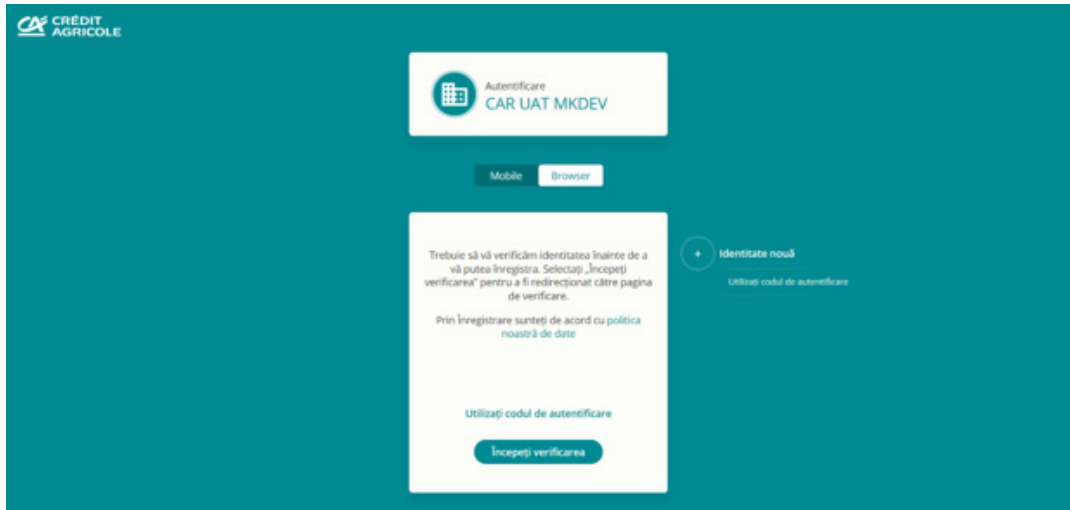 CRÉDIT
AGRICOLE
Autentificare
CAR UAT MKDEV
Mobile
Browser
Trebuie să vă verificăm identitatea înainte de a
vă putea înregistra. Selectați „Începeți
verificarea” pentru a fi redirecționat către pagina
de verificare.
Prin înregistrare sunteți de acord cu politica
noastră de date
Utilizați codul de autentificare
Începeți verificarea
+ Identitate nouă
Utilizați codul de autentificare